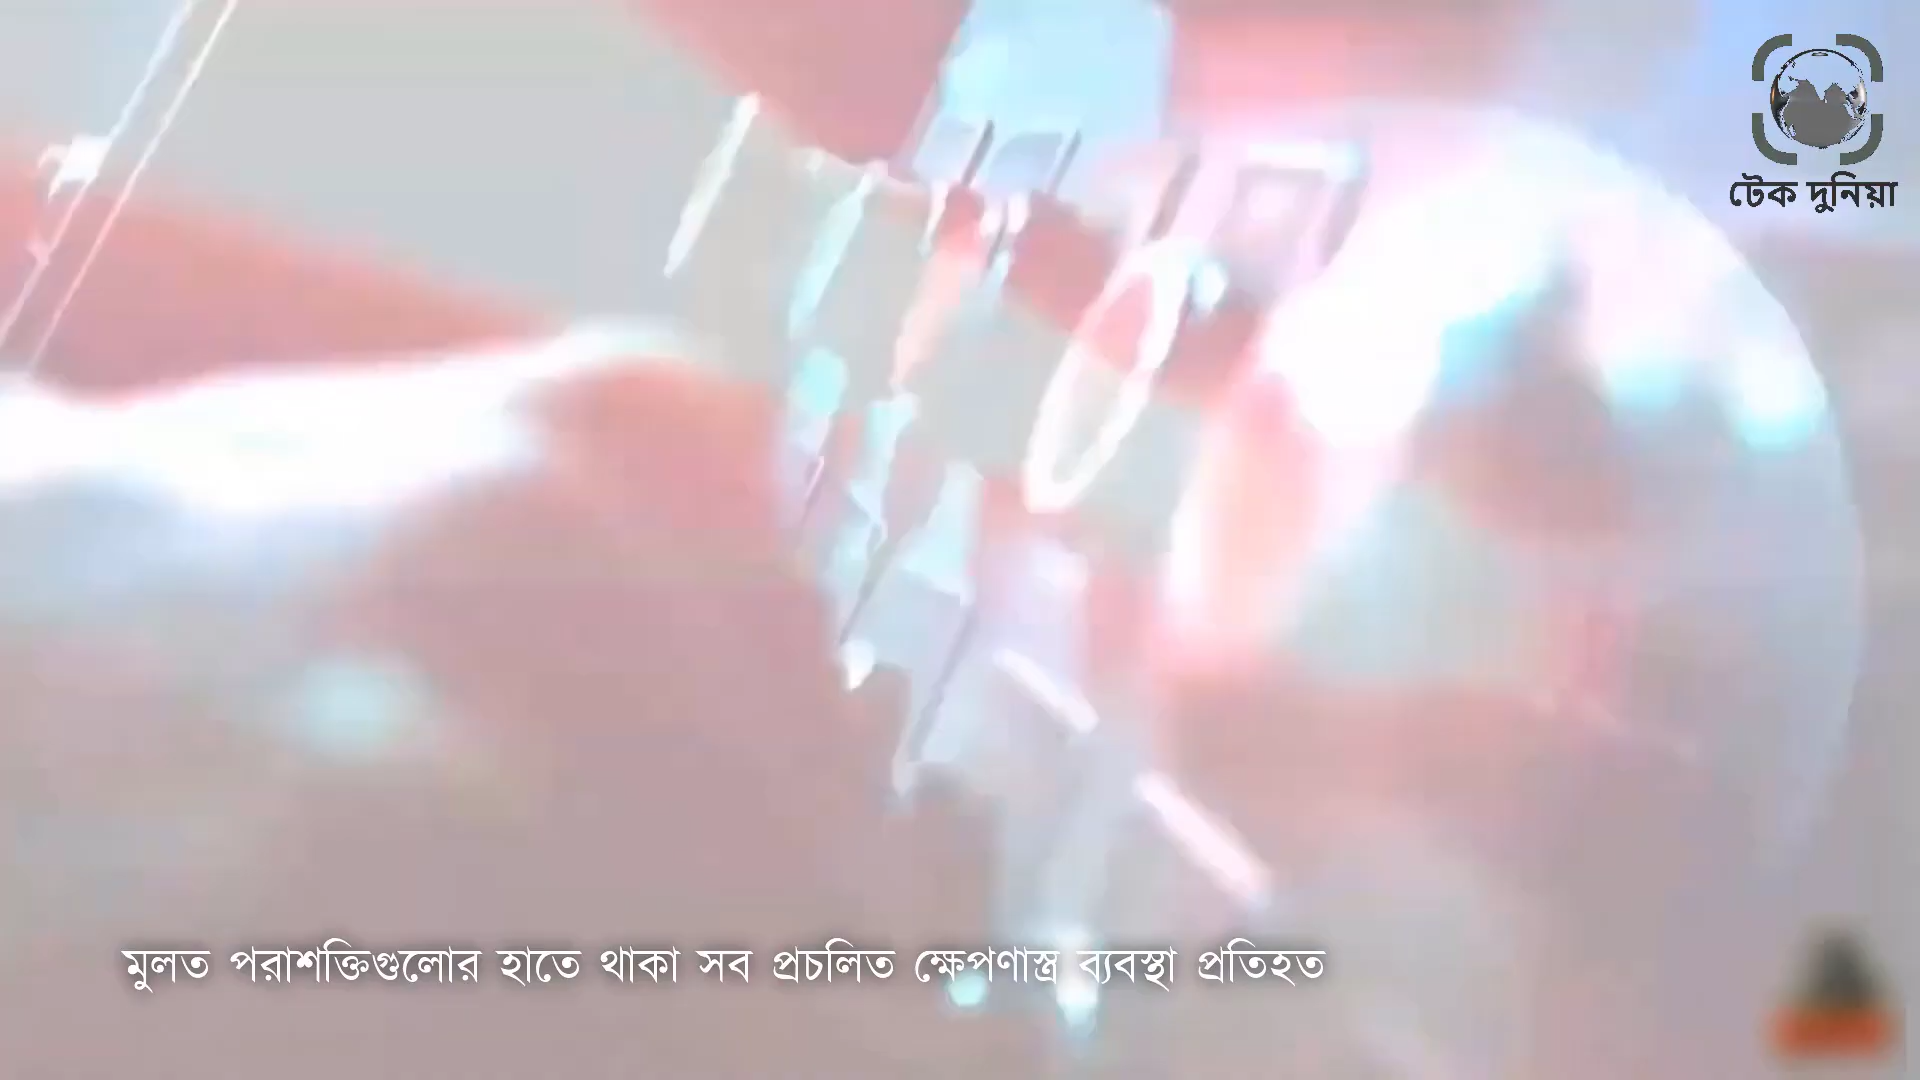 টেক দুনিয়া
মুলত পরাশক্তিগুলোর হাতে থাকা সব প্রচলিত ক্ষেপণাস্ত্র ব্যবস্থা প্রতিহত